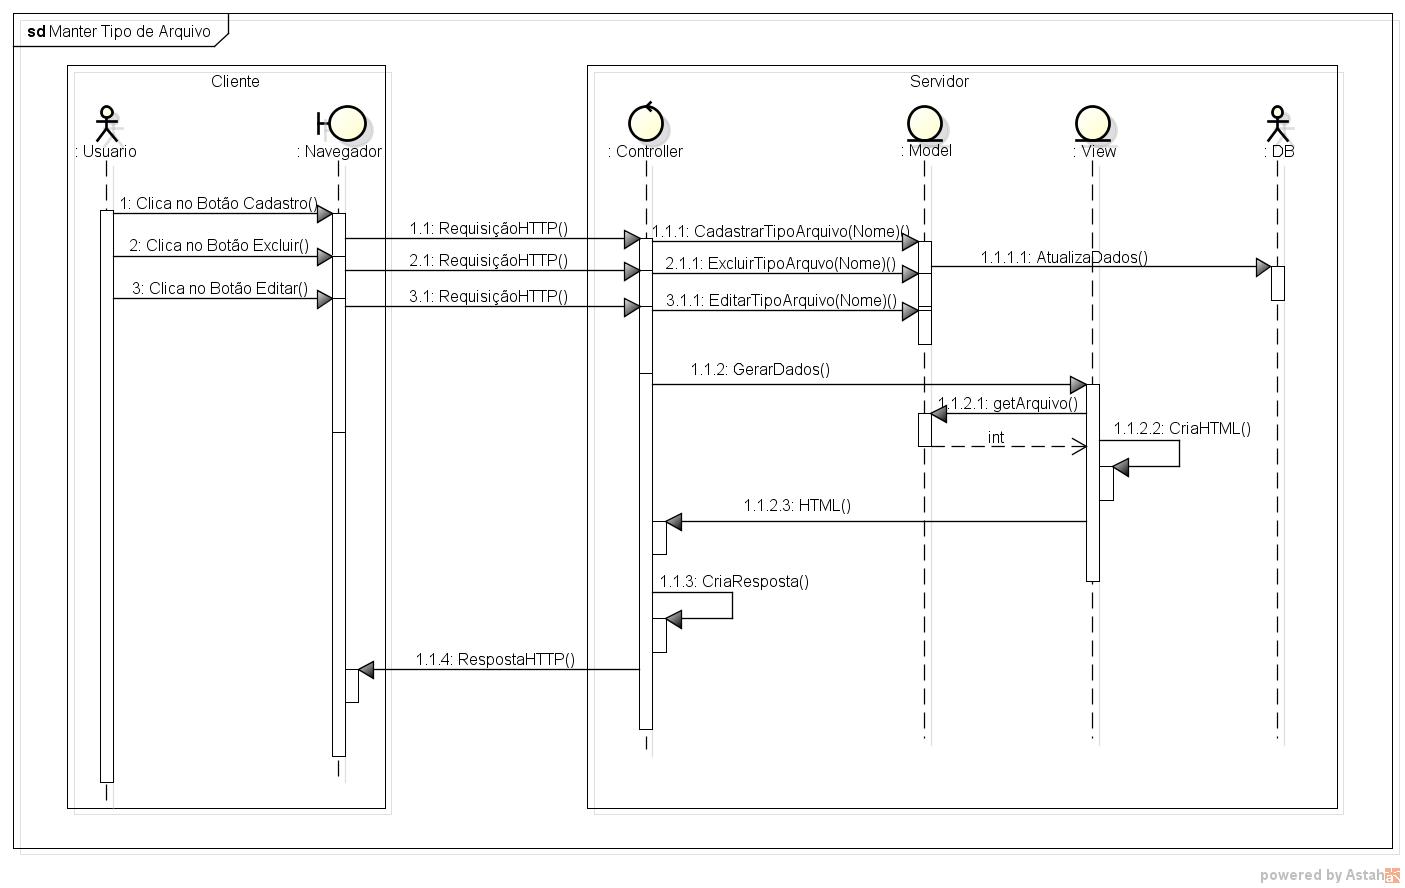 sd Manter Tipo de Arquivo
Cliente
Servidor
: Usuario
: Navegador
: Controller
: Model
: View
: DB
1: Clica no Botão Cadastro()
1.1: RequisiçãoHTTP()
1.1.1: CadastrarTipoArquivo(Nome)()
2: Clica no Botão Excluir()
2.1: RequisiçãoHTTP()
2.1.1: ExcluirTipoArquvo(Nome)()
1.1.1.1: AtualizaDados()
3: Clica no Botão Editar()
3.1: RequisiçãoHTTP()
3.1.1: EditarTipoArquivo(Nome)()
1.1.2: GerarDados()
1.1.2.1: getArquivo()
1.1.2.2: CriaHTML()
int
1.1.2.3: HTML()
1.1.3: CriaResposta()
1.1.4: RespostaHTTP()
powered by Astah